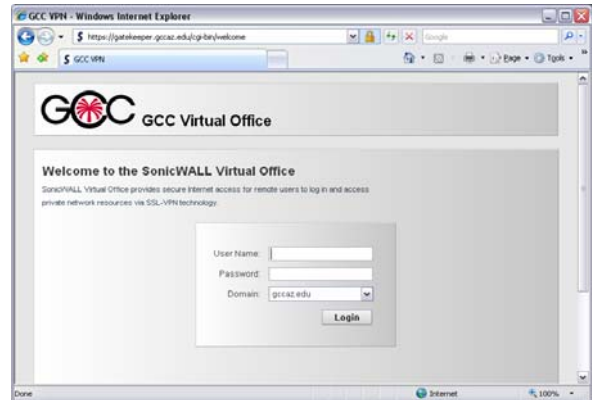 GCC VPN - Windows Internet Explorer
https://gatekeeper.gccaz.edu/cgi-bin/welcome
Google
GCC VPN
Page
Tools
GCC GCC Virtual Office
Welcome to the SonicWALL Virtual Office
SonicWALL Virtual Office provides secure Internet access for remote users to log in and access
private network resources via SSL-VPN technology.
User Name:
Password:
Domain: gccaz.edu
Login
Done
Internet
100%